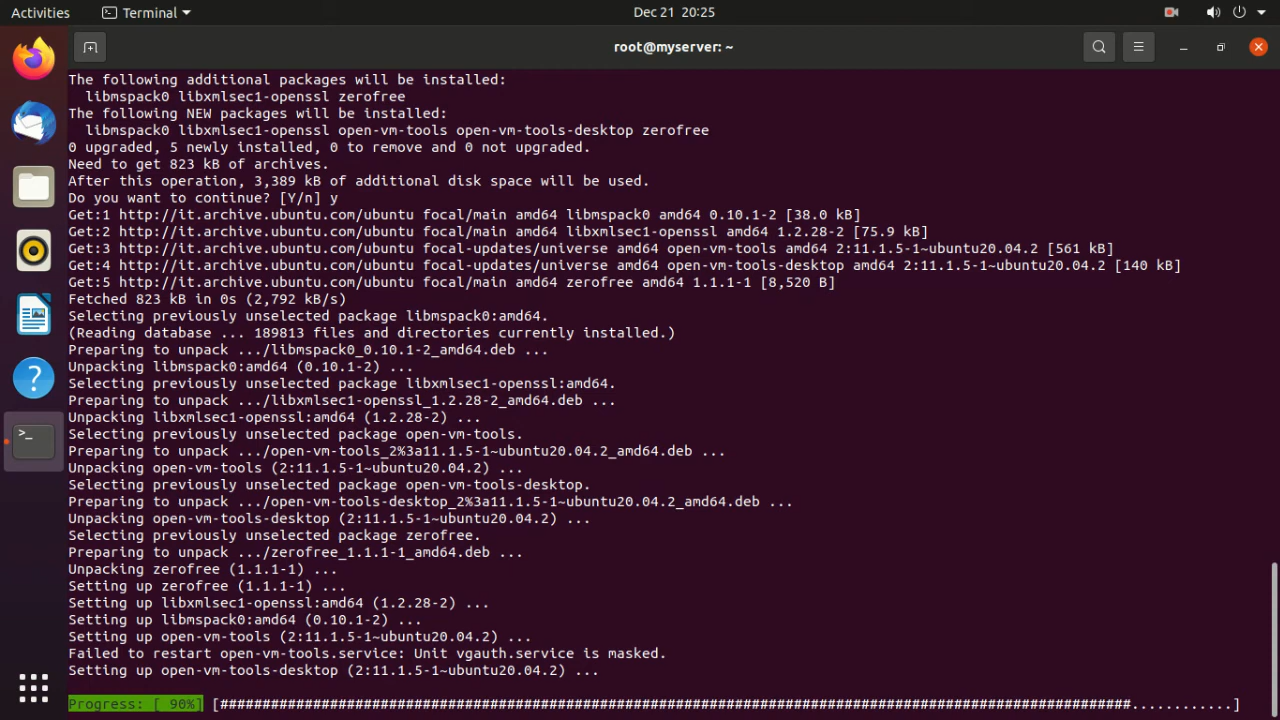 Activities
Terminal
Dec 21 20:25
root@myserver: ~
The following additional packages will be installed:
  libmspack0 libxmlsec1-openssl zerofree
The following NEW packages will be installed:
  libmspack0 libxmlsec1-openssl open-vm-tools open-vm-tools-desktop zerofree
0 upgraded, 5 newly installed, 0 to remove and 0 not upgraded.
Need to get 823 kB of archives.
After this operation, 3,389 kB of additional disk space will be used.
Do you want to continue? [Y/n] y
Get:1 http://it.archive.ubuntu.com/ubuntu focal/main amd64 libmspack0 amd64 0.10.1-2 [38.0 kB]
Get:2 http://it.archive.ubuntu.com/ubuntu focal/main amd64 libxmlsec1-openssl amd64 1.2.28-2 [75.9 kB]
Get:3 http://it.archive.ubuntu.com/ubuntu focal-updates/universe amd64 open-vm-tools amd64 2:11.1.5-1~ubuntu20.04.2 [561 kB]
Get:4 http://it.archive.ubuntu.com/ubuntu focal-updates/universe amd64 open-vm-tools-desktop amd64 2:11.1.5-1~ubuntu20.04.2 [140 kB]
Get:5 http://it.archive.ubuntu.com/ubuntu focal/main amd64 zerofree amd64 1.1.1-1 [8,520 B]
Fetched 823 kB in 0s (2,792 kB/s)
Selecting previously unselected package libmspack0:amd64.
(Reading database ... 189813 files and directories currently installed.)
Preparing to unpack .../libmspack0_0.10.1-2_amd64.deb ...
Unpacking libmspack0:amd64 (0.10.1-2) ...
Selecting previously unselected package libxmlsec1-openssl:amd64.
Preparing to unpack .../libxmlsec1-openssl_1.2.28-2_amd64.deb ...
Unpacking libxmlsec1-openssl:amd64 (1.2.28-2) ...
Selecting previously unselected package open-vm-tools.
Preparing to unpack .../open-vm-tools_2%3a11.1.5-1~ubuntu20.04.2_amd64.deb ...
Unpacking open-vm-tools (2:11.1.5-1~ubuntu20.04.2) ...
Selecting previously unselected package open-vm-tools-desktop.
Preparing to unpack .../open-vm-tools-desktop_2%3a11.1.5-1~ubuntu20.04.2_amd64.deb ...
Unpacking open-vm-tools-desktop (2:11.1.5-1~ubuntu20.04.2) ...
Selecting previously unselected package zerofree.
Preparing to unpack .../zerofree_1.1.1-1_amd64.deb ...
Unpacking zerofree (1.1.1-1) ...
Setting up zerofree (1.1.1-1) ...
Setting up libxmlsec1-openssl:amd64 (1.2.28-2) ...
Setting up libmspack0:amd64 (0.10.1-2) ...
Setting up open-vm-tools (2:11.1.5-1~ubuntu20.04.2) ...
Failed to restart open-vm-tools.service: Unit vgauth.service is masked.
Setting up open-vm-tools-desktop (2:11.1.5-1~ubuntu20.04.2) ...
Progress: [ 90%] [############################################################################################################............]